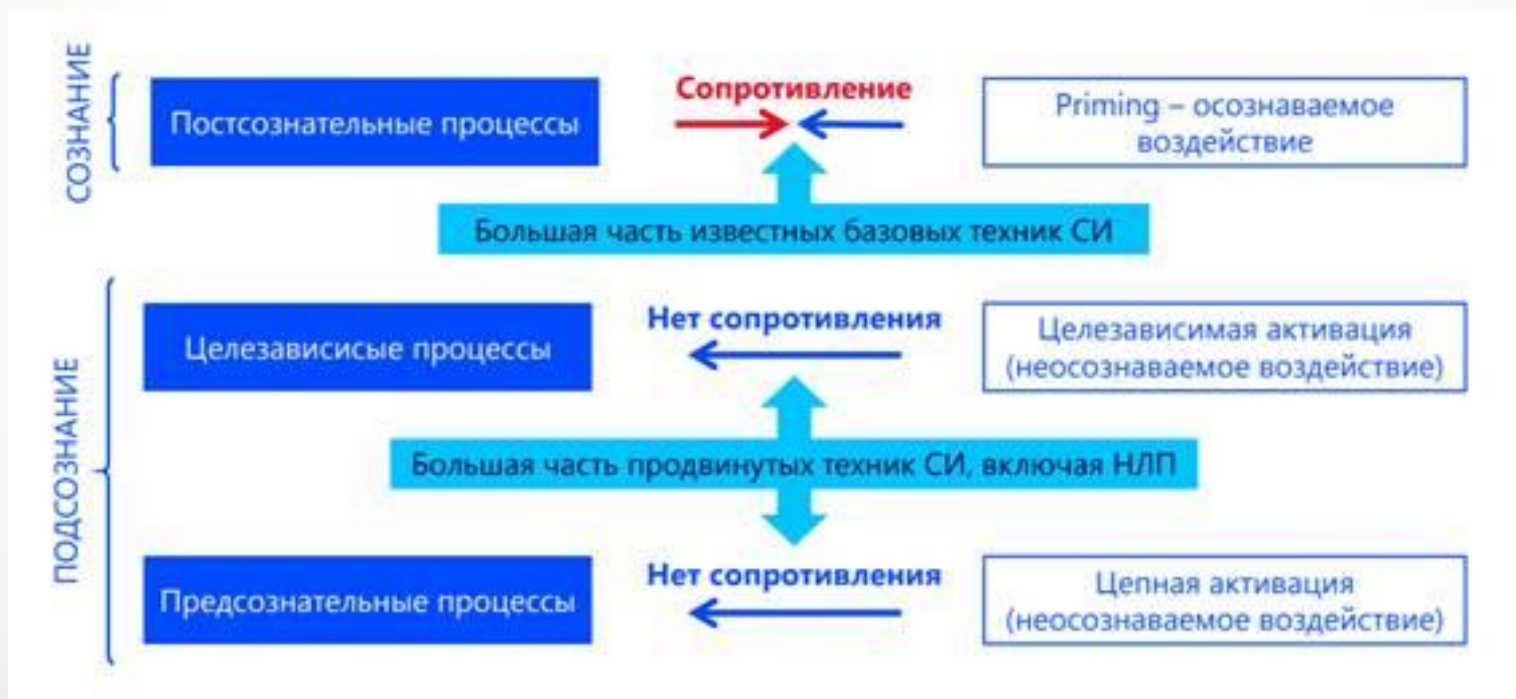 СОЗНАНИЕ
Постсознательные процессы
Сопротивление
Priming – осознаваемое
воздействие
Большая часть известных базовых техник СИ
ПОДСОЗНАНИЕ
Целезависисые процессы
Нет сопротивления
Целезависимая активация
(неосознаваемое воздействие)
Большая часть продвинутых техник СИ, включая НЛП
Предсознательные процессы
Нет сопротивления
Цепная активация
(неосознаваемое воздействие)